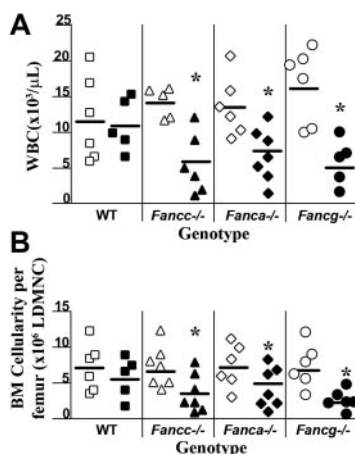 A
WBC(x10³/µL)
25
20
15
10
5
0
WT
Fancc-/-
Fanca-/-
Fancg-/-
* * *
Genotype
B
BM Cellularity per
femur (x10⁶ LDMNC)
15
10
5
0
* * *
WT
Fancc-/-
Fanca-/-
Fancg-/-
Genotype